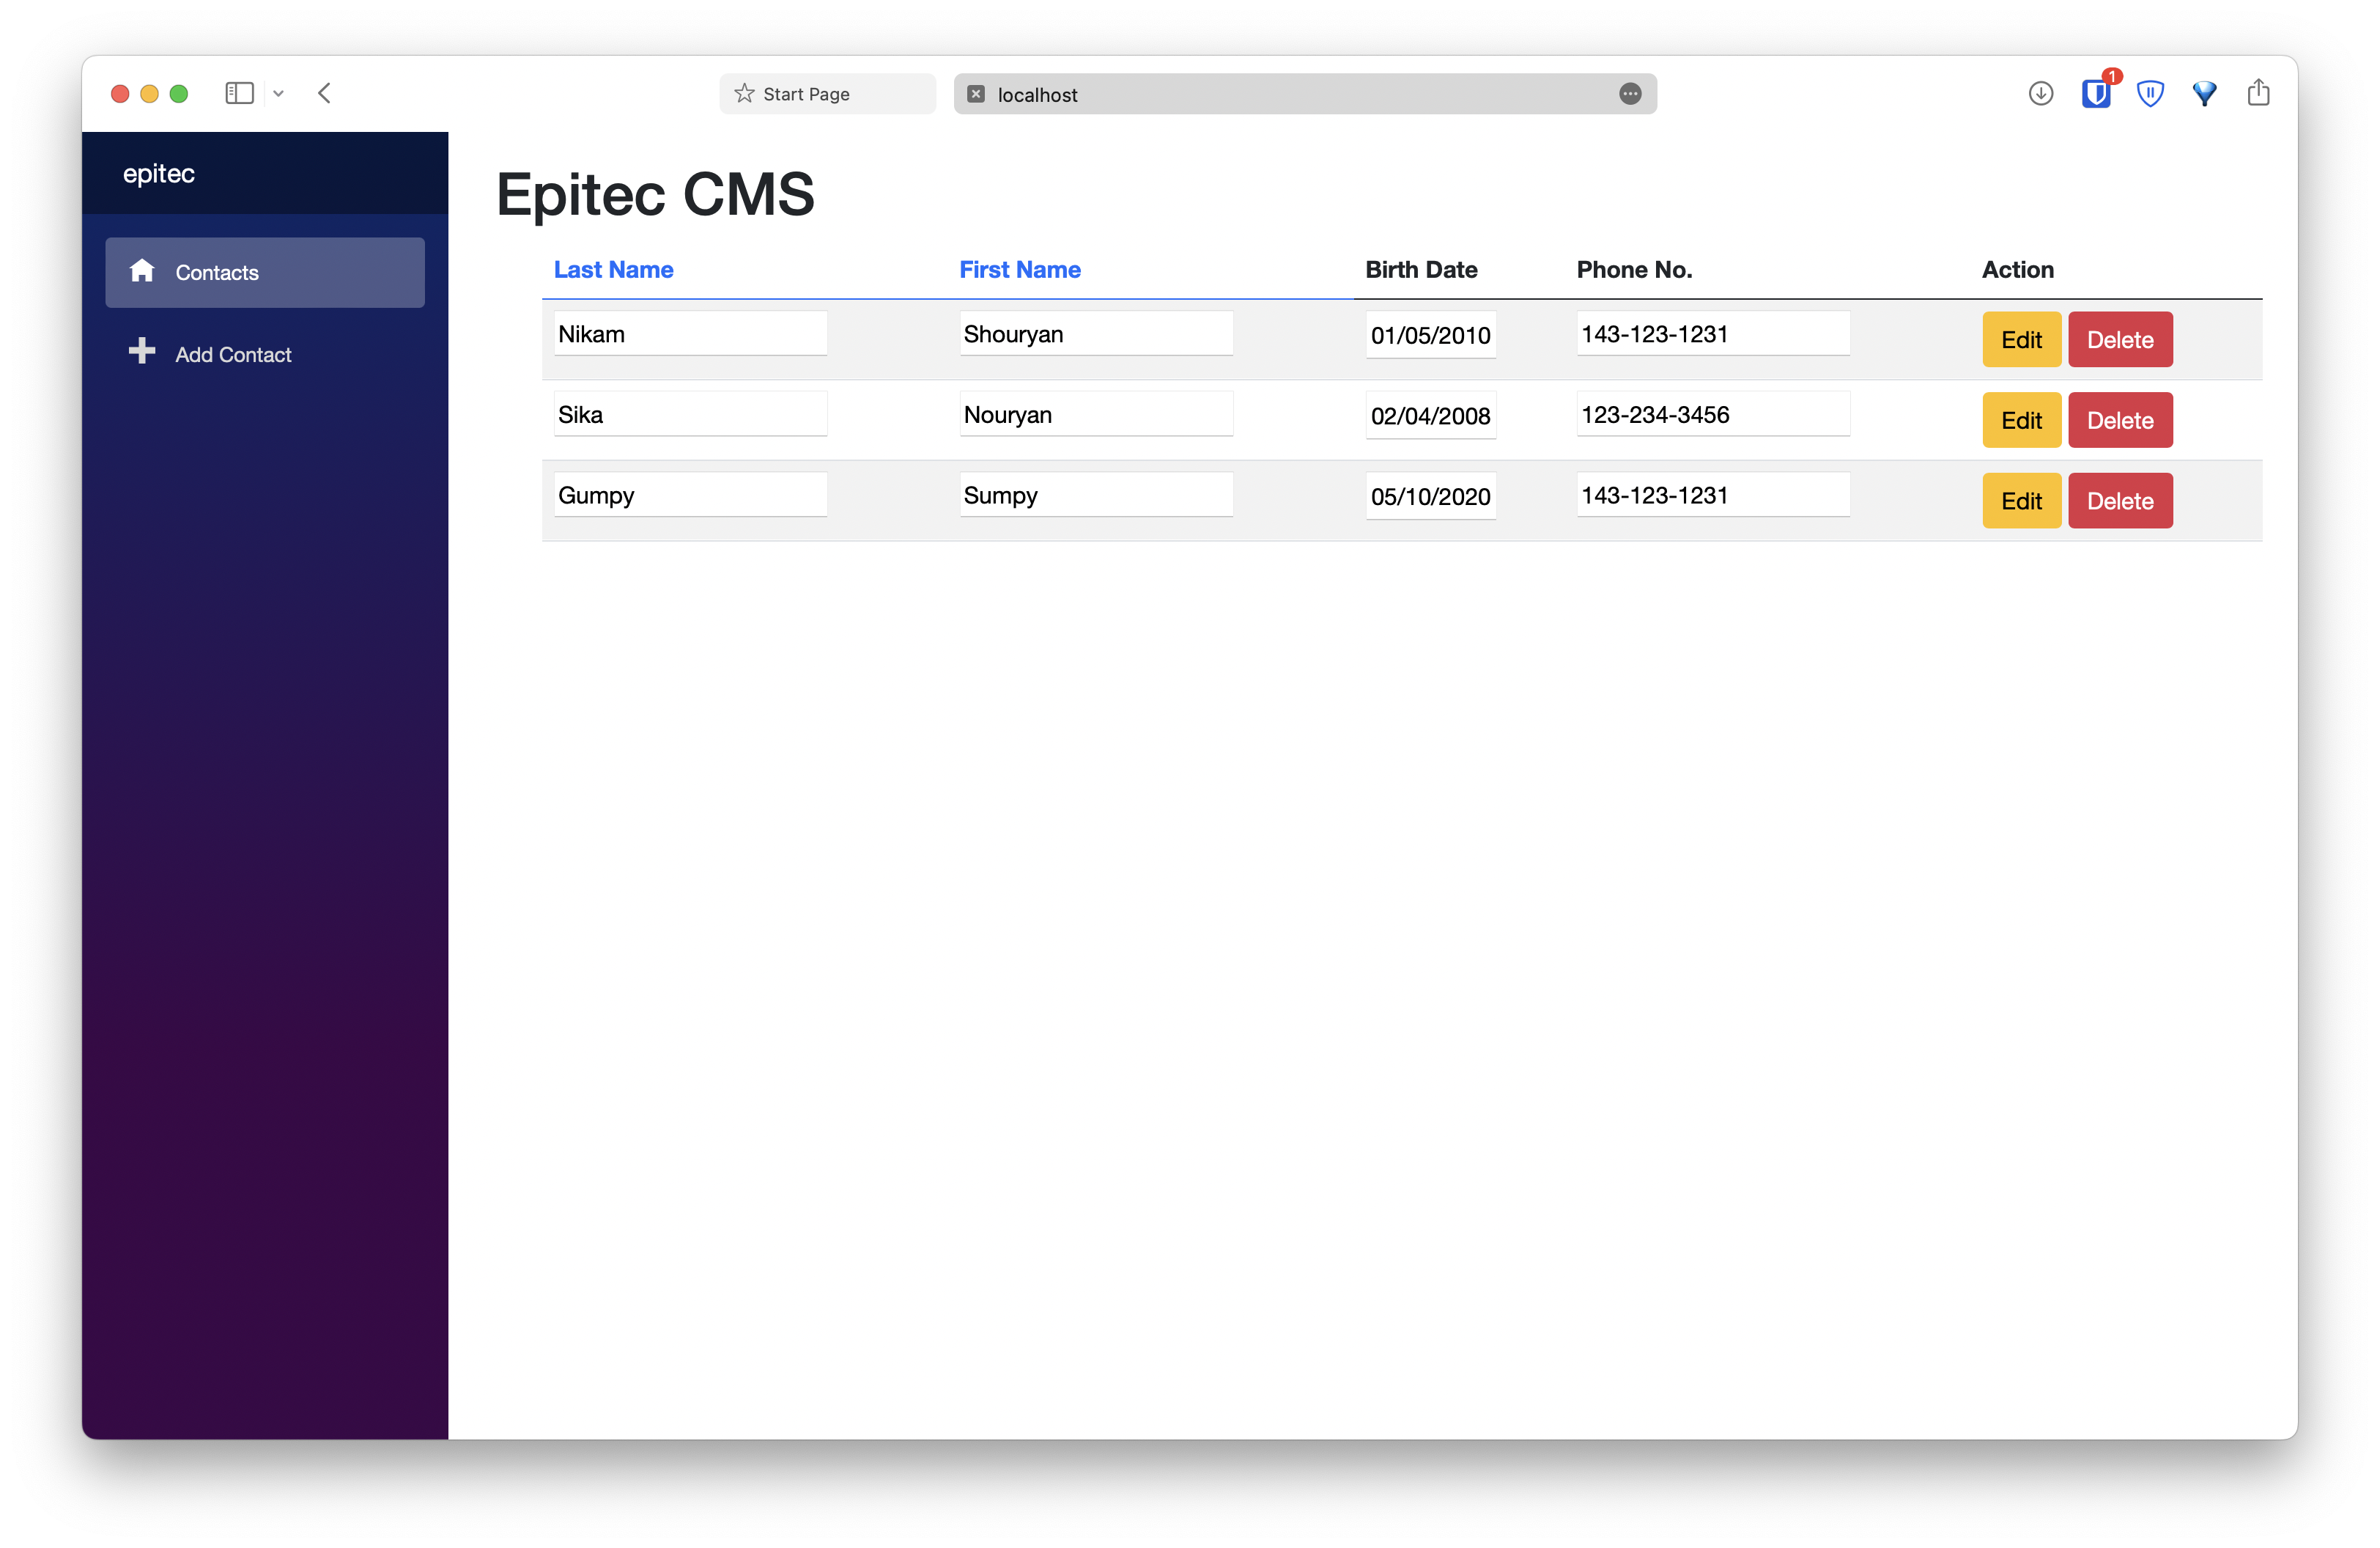 Start Page
localhost
1
epitec
Contacts
Add Contact
Epitec CMS
Last Name First Name Birth Date Phone No. Action
Nikam Shouryan 01/05/2010 143-123-1231 Edit Delete
Sika Nouryan 02/04/2008 123-234-3456 Edit Delete
Gumpy Sumpy 05/10/2020 143-123-1231 Edit Delete